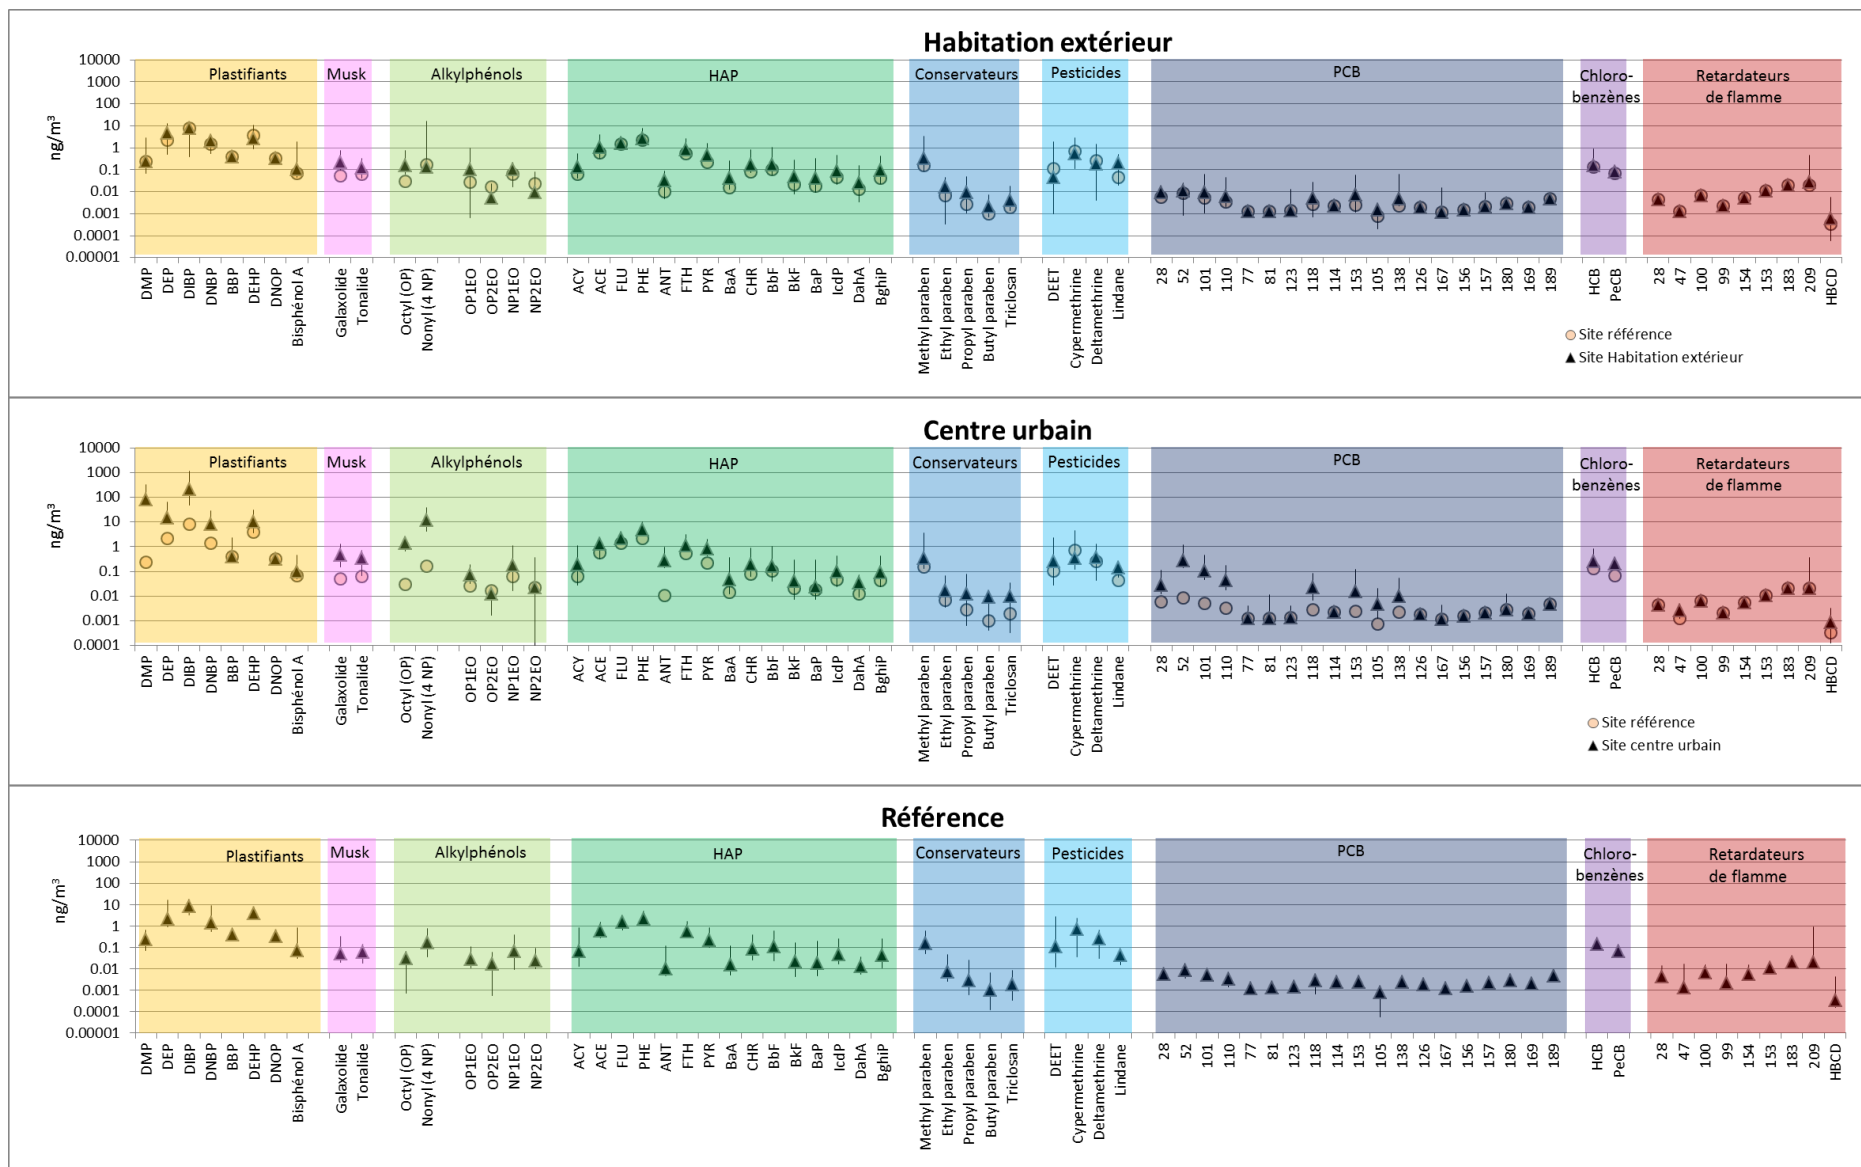 Habitation extérieur
ng/m³
10000
1000
100
10
1
0.1
0.01
0.001
0.0001
0.00001
Plastifiants
Musk
Alkylphénols
HAP
Conservateurs
Pesticides
PCB
Chloro-
benzènes
Retardateurs
de flamme
DMP
DEP
DIBP
DNBP
BBP
DEHP
DNOP
Bisphénol A
Galaxolide
Tonalide
Octyl (OP)
Nonyl (4 NP)
OP1EO
OP2EO
NP1EO
NP2EO
ACY
ACE
FLU
PHE
ANT
FTH
PYR
BaA
CHR
BbF
BkF
BaP
IcdP
DahA
BghiP
Methyl paraben
Ethyl paraben
Propyl paraben
Butyl paraben
Triclosan
DEET
Cypermethrine
Deltamethrine
Lindane
28
52
101
110
77
81
123
118
114
153
105
138
126
167
156
157
180
169
189
HCB
PeCB
28
47
100
99
154
153
183
209
HBCD
Site référence
Site Habitation extérieur
Centre urbain
ng/m³
10000
1000
100
10
1
0.1
0.01
0.001
0.0001
Plastifiants
Musk
Alkylphénols
HAP
Conservateurs
Pesticides
PCB
Chloro-
benzènes
Retardateurs
de flamme
DMP
DEP
DIBP
DNBP
BBP
DEHP
DNOP
Bisphénol A
Galaxolide
Tonalide
Octyl (OP)
Nonyl (4 NP)
OP1EO
OP2EO
NP1EO
NP2EO
ACY
ACE
FLU
PHE
ANT
FTH
PYR
BaA
CHR
BbF
BkF
BaP
IcdP
DahA
BghiP
Methyl paraben
Ethyl paraben
Propyl paraben
Butyl paraben
Triclosan
DEET
Cypermethrine
Deltamethrine
Lindane
28
52
101
110
77
81
123
118
114
153
105
138
126
167
156
157
180
169
189
HCB
PeCB
28
47
100
99
154
153
183
209
HBCD
Site référence
Site centre urbain
Référence
ng/m³
10000
1000
100
10
1
0.1
0.01
0.001
0.0001
0.00001
Plastifiants
Musk
Alkylphénols
HAP
Conservateurs
Pesticides
PCB
Chloro-
benzènes
Retardateurs
de flamme
DMP
DEP
DIBP
DNBP
BBP
DEHP
DNOP
Bisphénol A
Galaxolide
Tonalide
Octyl (OP)
Nonyl (4 NP)
OP1EO
OP2EO
NP1EO
NP2EO
ACY
ACE
FLU
PHE
ANT
FTH
PYR
BaA
CHR
BbF
BkF
BaP
IcdP
DahA
BghiP
Methyl paraben
Ethyl paraben
Propyl paraben
Butyl paraben
Triclosan
DEET
Cypermethrine
Deltamethrine
Lindane
28
52
101
110
77
81
123
118
114
153
105
138
126
167
156
157
180
169
189
HCB
PeCB
28
47
100
99
154
153
183
209
HBCD